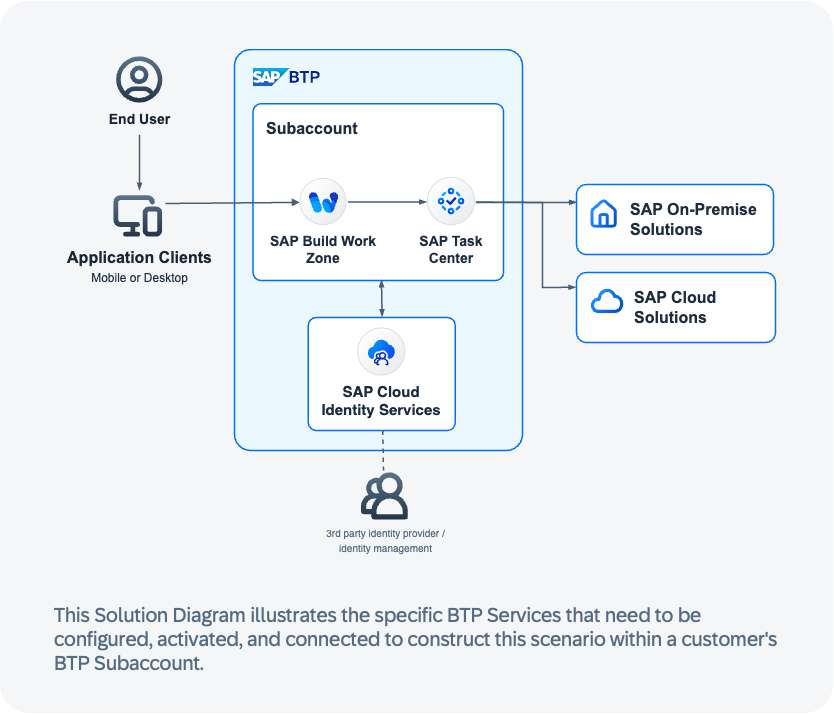 SAP BTP
End User
Subaccount
SAP Build Work
Zone
SAP Task
Center
SAP On-Premise
Solutions
Application Clients
Mobile or Desktop
SAP Cloud
Solutions
SAP Cloud
Identity Services
3rd party identity provider /
identity management
This Solution Diagram illustrates the specific BTP Services that need to be
configured, activated, and connected to construct this scenario within a customer's
BTP Subaccount.